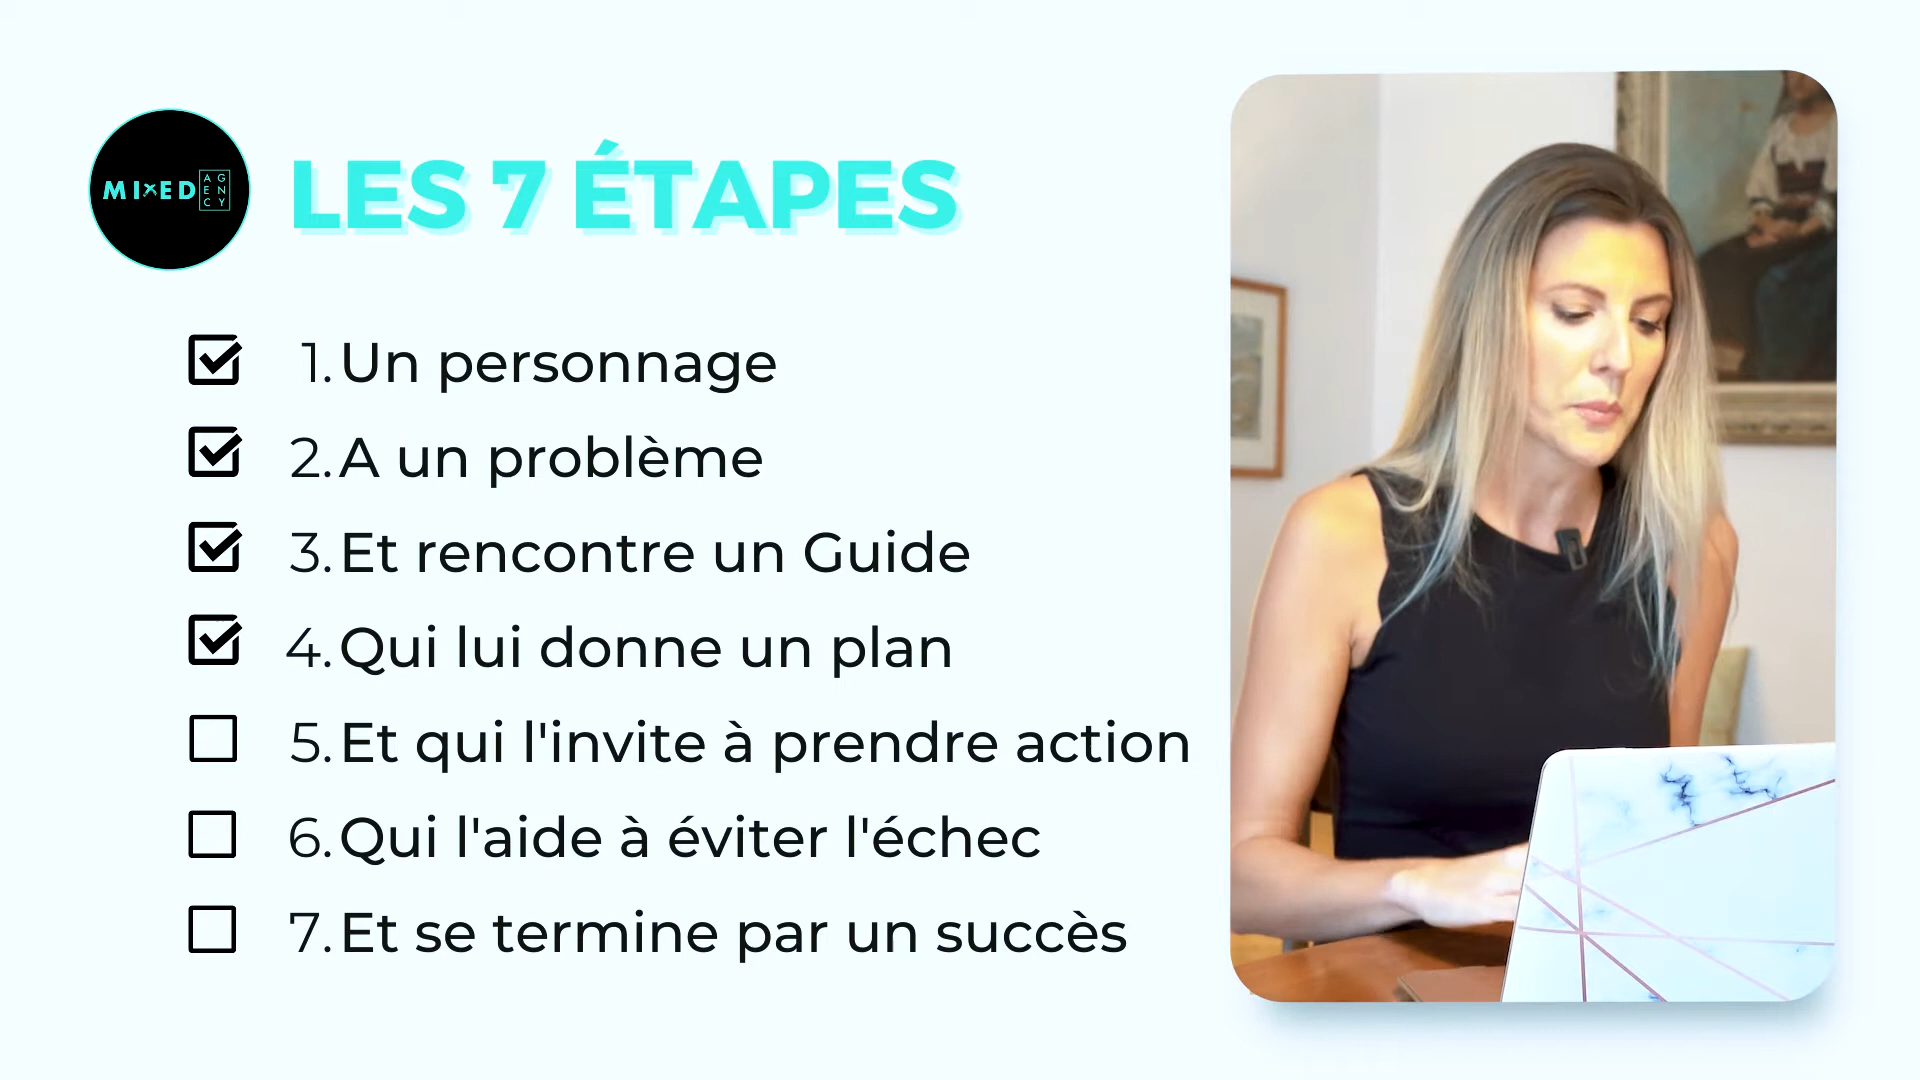 MIXED AGENCY
LES 7 ÉTAPES
1. Un personnage
2. A un problème
3. Et rencontre un Guide
4. Qui lui donne un plan
5. Et qui l'invite à prendre action
6. Qui l'aide à éviter l'échec
7. Et se termine par un succès